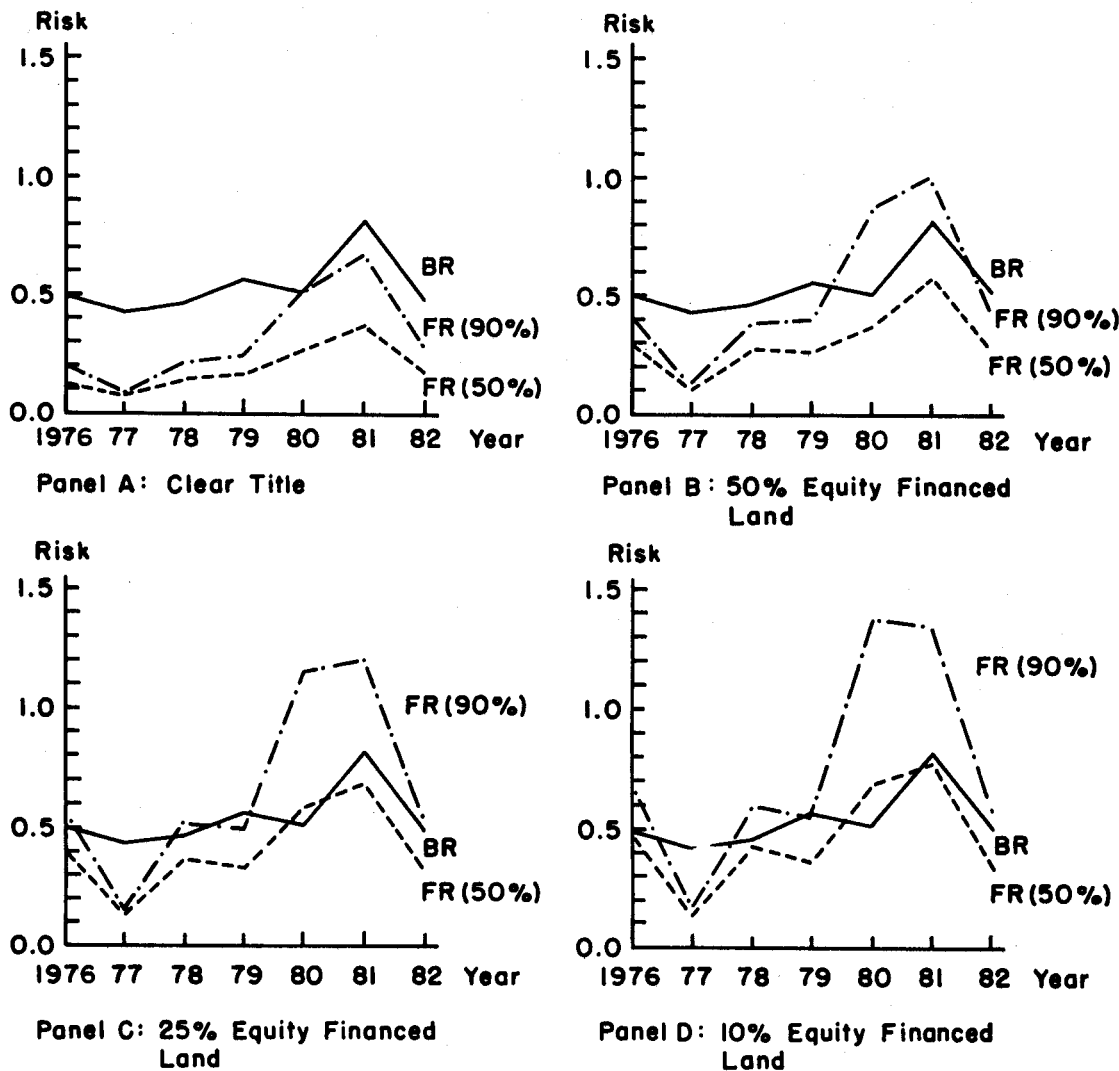 Risk
1.5
1.0
0.5
0.0
BR
FR (90%)
FR (50%)
1976 77 78 79 80 81 82 Year
Panel A: Clear Title
Risk
1.5
1.0
0.5
0.0
BR
FR (90%)
FR (50%)
1976 77 78 79 80 81 82 Year
Panel B: 50% Equity Financed
Land
Risk
1.5
1.0
0.5
0.0
FR (90%)
BR
FR (50%)
1976 77 78 79 80 81 82 Year
Panel C: 25% Equity Financed
Land
Risk
1.5
1.0
0.5
0.0
FR (90%)
BR
FR (50%)
1976 77 78 79 80 81 82 Year
Panel D: 10% Equity Financed
Land